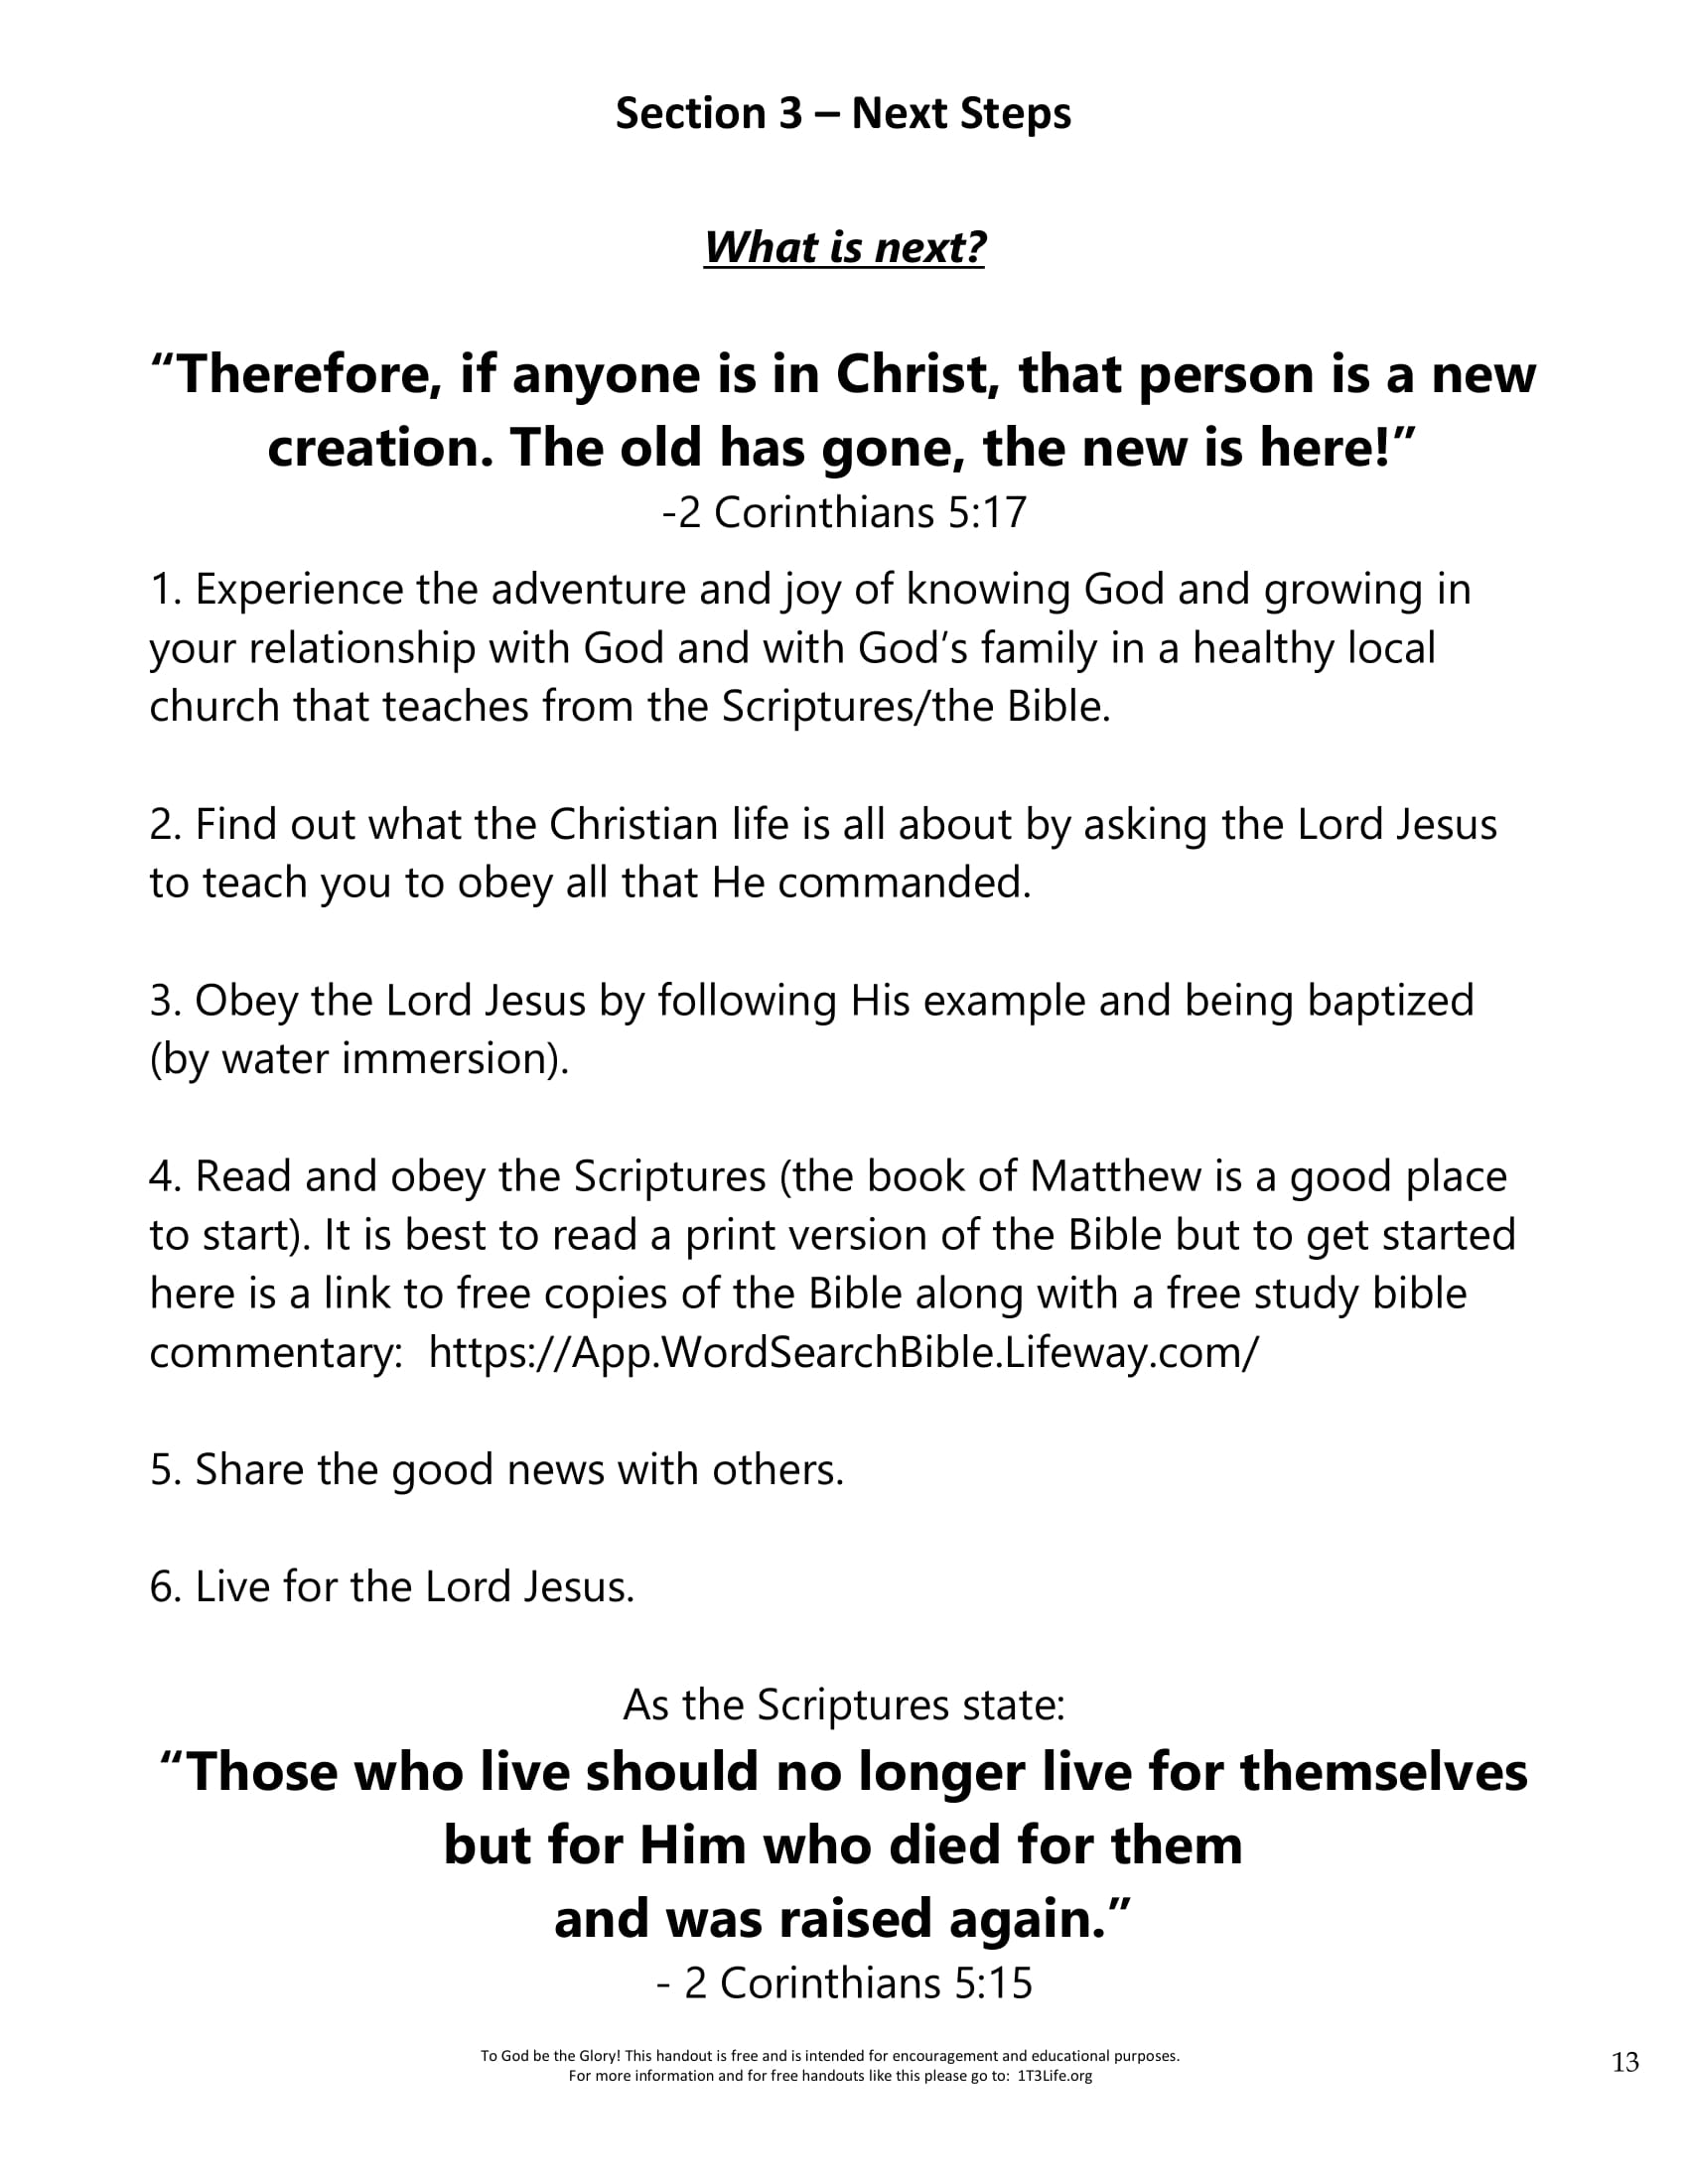 Section 3 – Next Steps
What is next?
“Therefore, if anyone is in Christ, that person is a new
creation. The old has gone, the new is here!”
-2 Corinthians 5:17
1. Experience the adventure and joy of knowing God and growing in
your relationship with God and with God’s family in a healthy local
church that teaches from the Scriptures/the Bible.
2. Find out what the Christian life is all about by asking the Lord Jesus
to teach you to obey all that He commanded.
3. Obey the Lord Jesus by following His example and being baptized
(by water immersion).
4. Read and obey the Scriptures (the book of Matthew is a good place
to start). It is best to read a print version of the Bible but to get started
here is a link to free copies of the Bible along with a free study bible
commentary:  https://App.WordSearchBible.Lifeway.com/
5. Share the good news with others.
6. Live for the Lord Jesus.
As the Scriptures state:
“Those who live should no longer live for themselves
but for Him who died for them
and was raised again.”
- 2 Corinthians 5:15
To God be the Glory! This handout is free and is intended for encouragement and educational purposes.
For more information and for free handouts like this please go to:  1T3Life.org
13